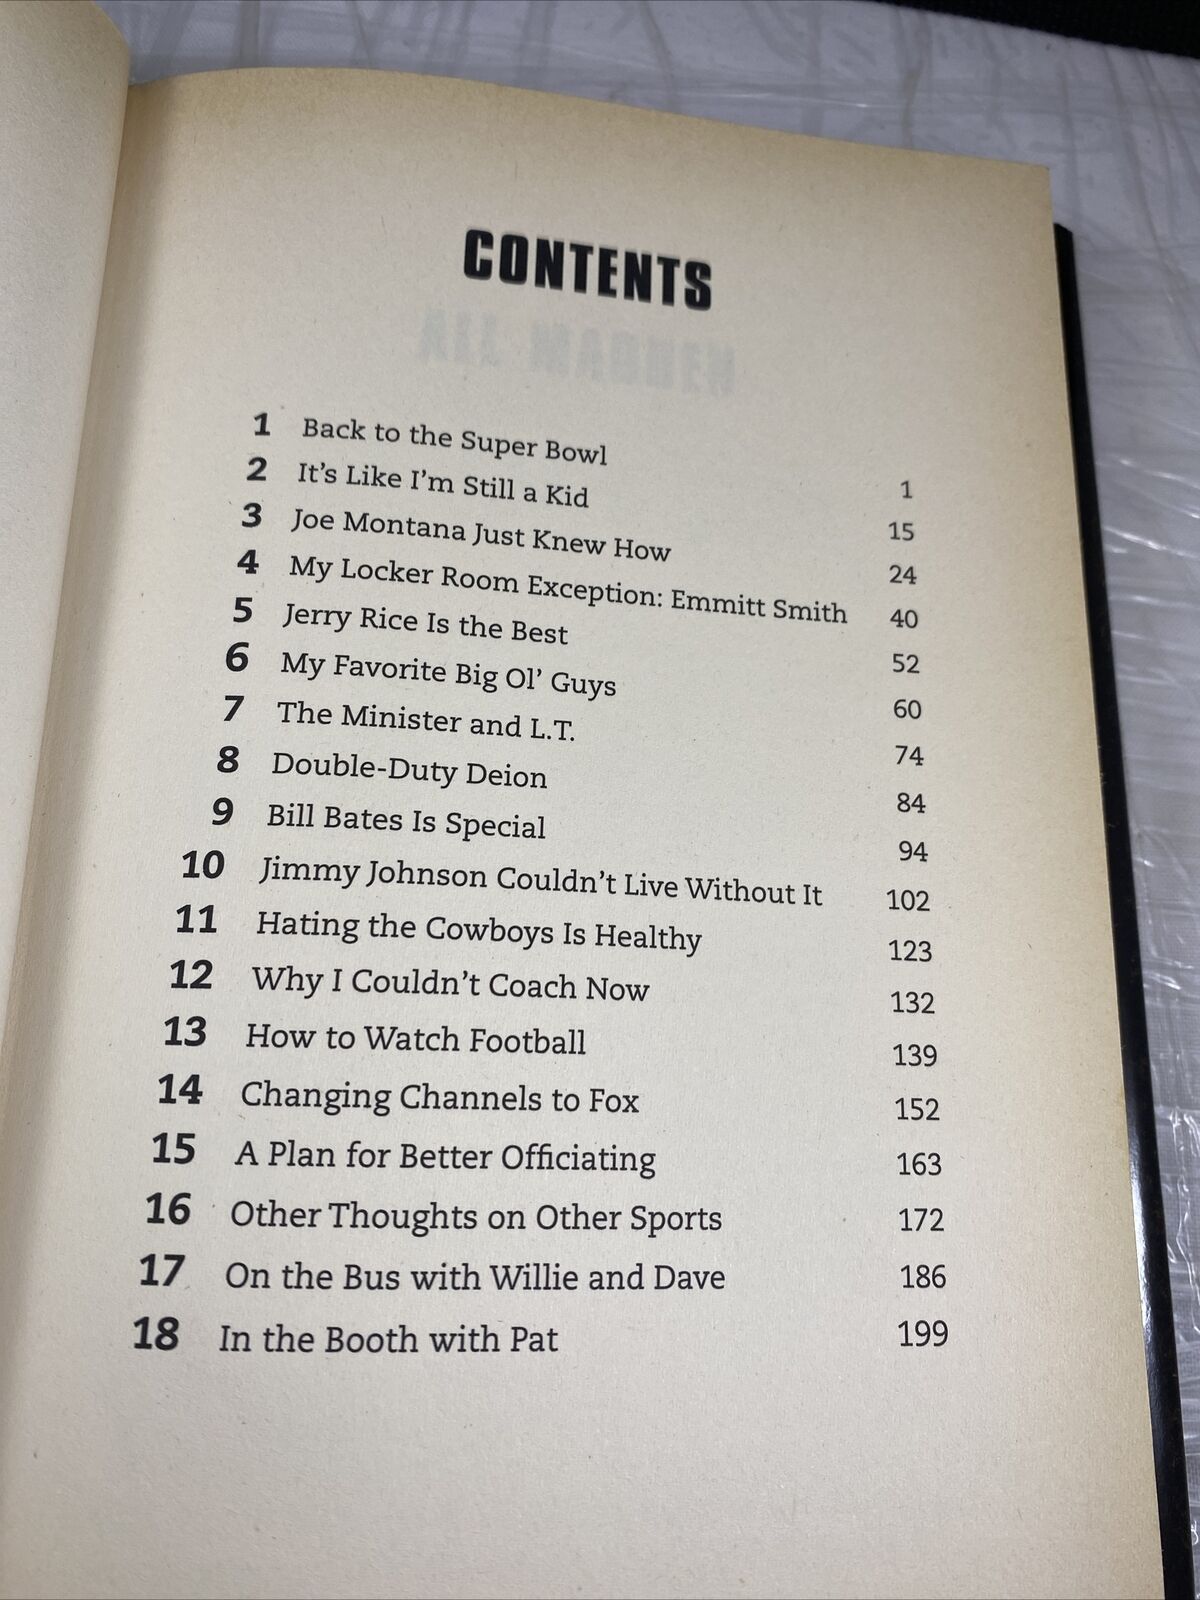 CONTENTS
ALL MADDEN
1 Back to the Super Bowl 1
2 It's Like I'm Still a Kid 15
3 Joe Montana Just Knew How 24
4 My Locker Room Exception: Emmitt Smith 40
5 Jerry Rice Is the Best 52
6 My Favorite Big Ol' Guys 60
7 The Minister and L.T. 74
8 Double-Duty Deion 84
9 Bill Bates Is Special 94
10 Jimmy Johnson Couldn't Live Without It 102
11 Hating the Cowboys Is Healthy 123
12 Why I Couldn't Coach Now 132
13 How to Watch Football 139
14 Changing Channels to Fox 152
15 A Plan for Better Officiating 163
16 Other Thoughts on Other Sports 172
17 On the Bus with Willie and Dave 186
18 In the Booth with Pat 199